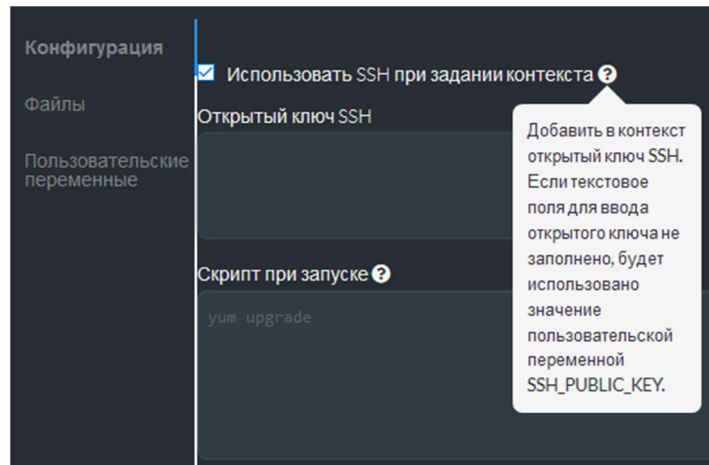 Конфигурация
Файлы
Пользовательские
переменные
Использовать SSH при задании контекста ?
Открытый ключ SSH
Скрипт при запуске ?
yum upgrade
Добавить в контекст
открытый ключ SSH.
Если текстовое
поля для ввода
открытого ключа не
заполнено, будет
использовано
значение
пользовательской
переменной
SSH_PUBLIC_KEY.